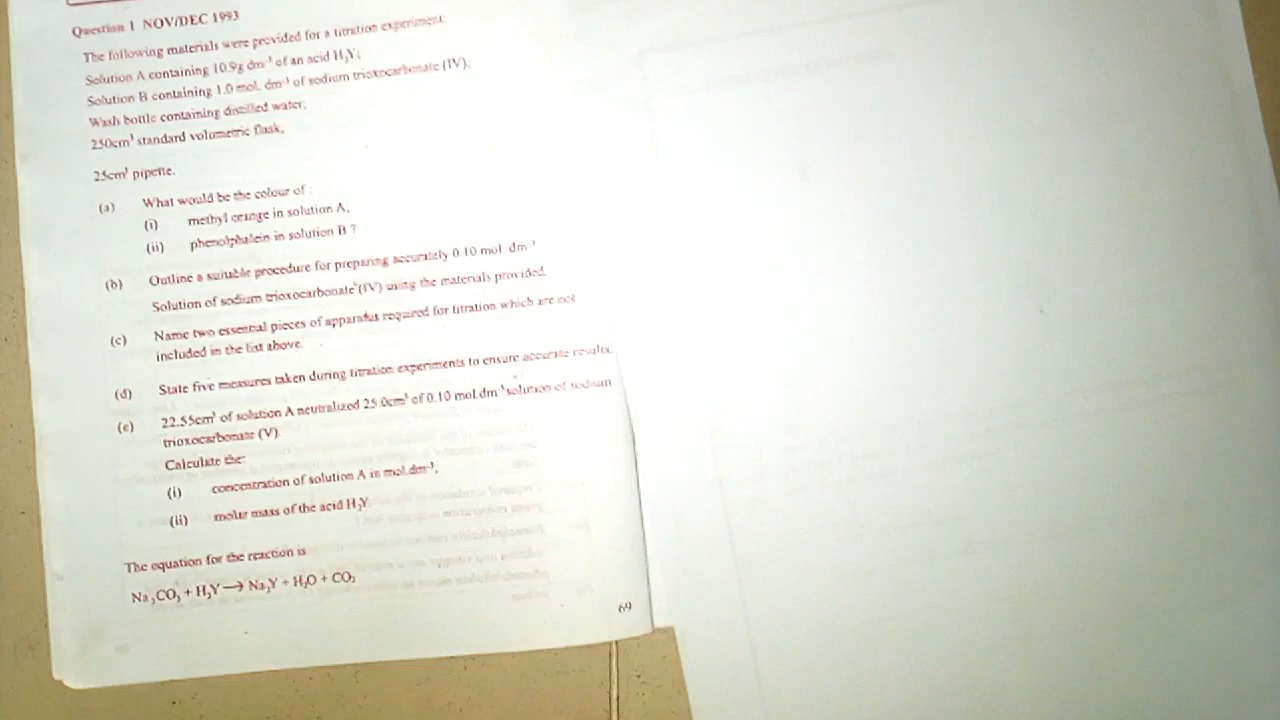 Question 1 NOV/DEC 1993
The following materials were provided for a titration experiment:
Solution A containing 10.9g dm⁻³ of an acid H₂Y;
Solution B containing 1.0 mol. dm⁻³ of sodium trioxocarbonate (IV);
Wash bottle containing distilled water;
250cm³ standard volumetric flask,
25cm³ pipette.
(a) What would be the colour of :
(i) methyl orange in solution A,
(ii) phenolphalein in solution B ?
(b) Outline a suitable procedure for preparing accurately 0.10 mol dm⁻³
Solution of sodium trioxocarbonate (IV) using the materials provided.
(c) Name two essential pieces of apparatus required for titration which are not
included in the list above.
(d) State five measures taken during titration experiments to ensure accurate results.
(e) 22.55cm³ of solution A neutralized 25.0cm³ of 0.10 mol.dm⁻³ solution of sodium
trioxocarbonate (V).
Calculate the:
(i) concentration of solution A in mol.dm⁻³,
(ii) molar mass of the acid H₂Y
The equation for the reaction is
Na₂CO₃ + H₂Y → Na₂Y + H₂O + CO₂
69